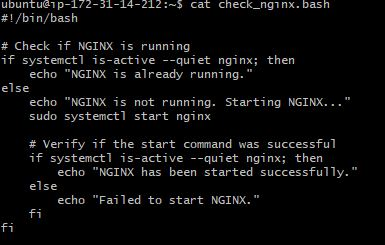 ubuntu@ip-172-31-14-212:~$ cat check_nginx.bash
#!/bin/bash

# Check if NGINX is running
if systemctl is-active --quiet nginx; then
    echo "NGINX is already running."
else
    echo "NGINX is not running. Starting NGINX..."
    sudo systemctl start nginx

    # Verify if the start command was successful
    if systemctl is-active --quiet nginx; then
        echo "NGINX has been started successfully."
    else
        echo "Failed to start NGINX."
    fi
fi